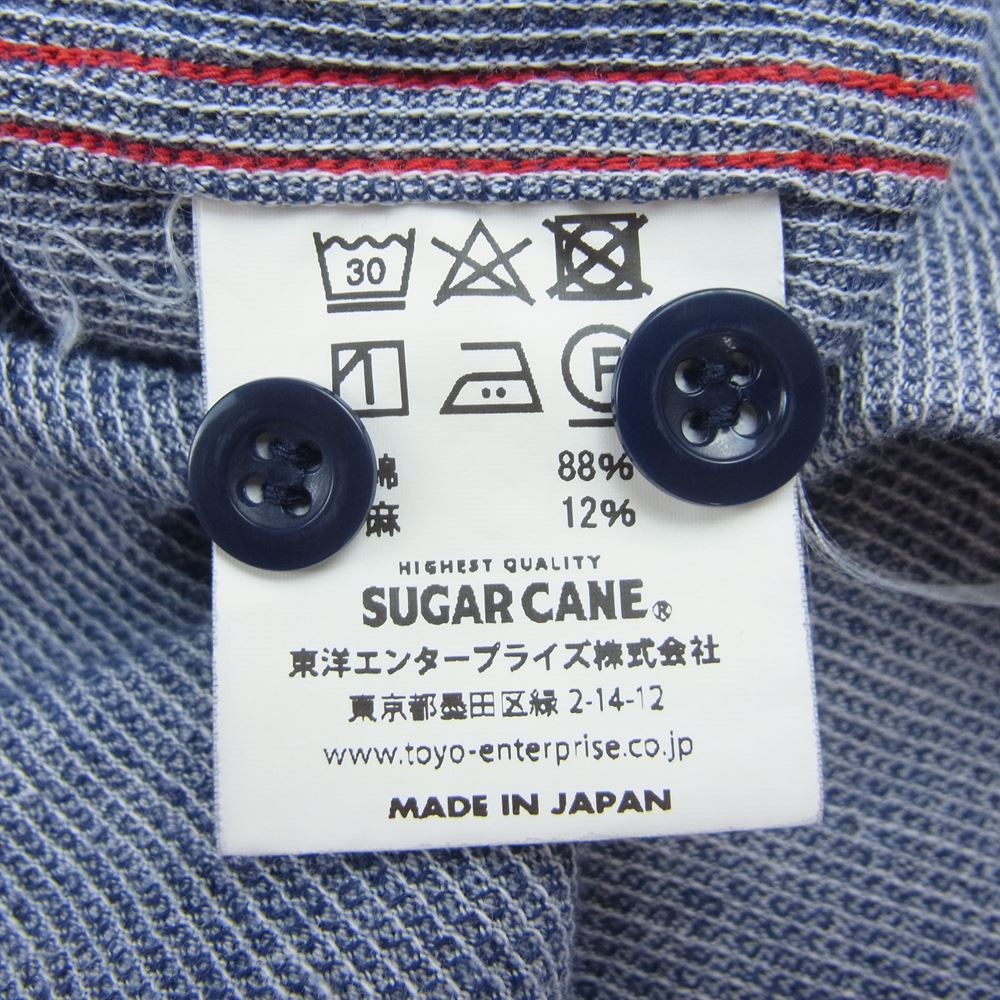 30
F
綿 88%
麻 12%
HIGHEST QUALITY
SUGAR CANE®
東洋エンタープライズ株式会社
東京都墨田区緑 2-14-12
www.toyo-enterprise.co.jp
MADE IN JAPAN